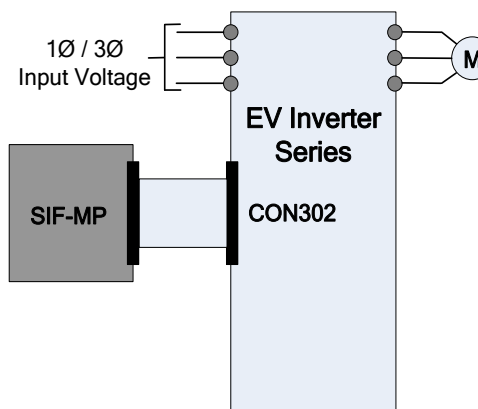 1Ø / 3Ø
Input Voltage
M
EV Inverter
Series
SIF-MP
CON302